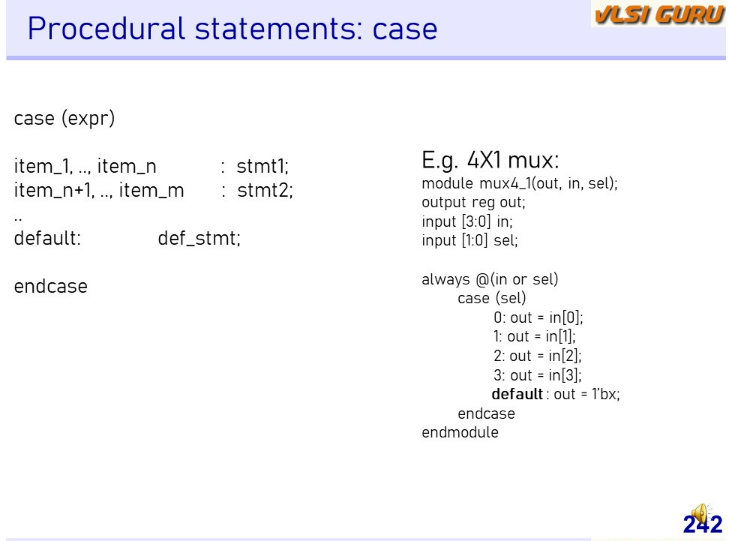 Procedural statements: case
VLSI GURU
case (expr)
item_1, .., item_n : stmt1;
item_n+1, .., item_m : stmt2;
..
default: def_stmt;
endcase
E.g. 4X1 mux:
module mux4_1(out, in, sel);
output reg out;
input [3:0] in;
input [1:0] sel;
always @(in or sel)
case (sel)
0: out = in[0];
1: out = in[1];
2: out = in[2];
3: out = in[3];
default : out = 1'bx;
endcase
endmodule
242